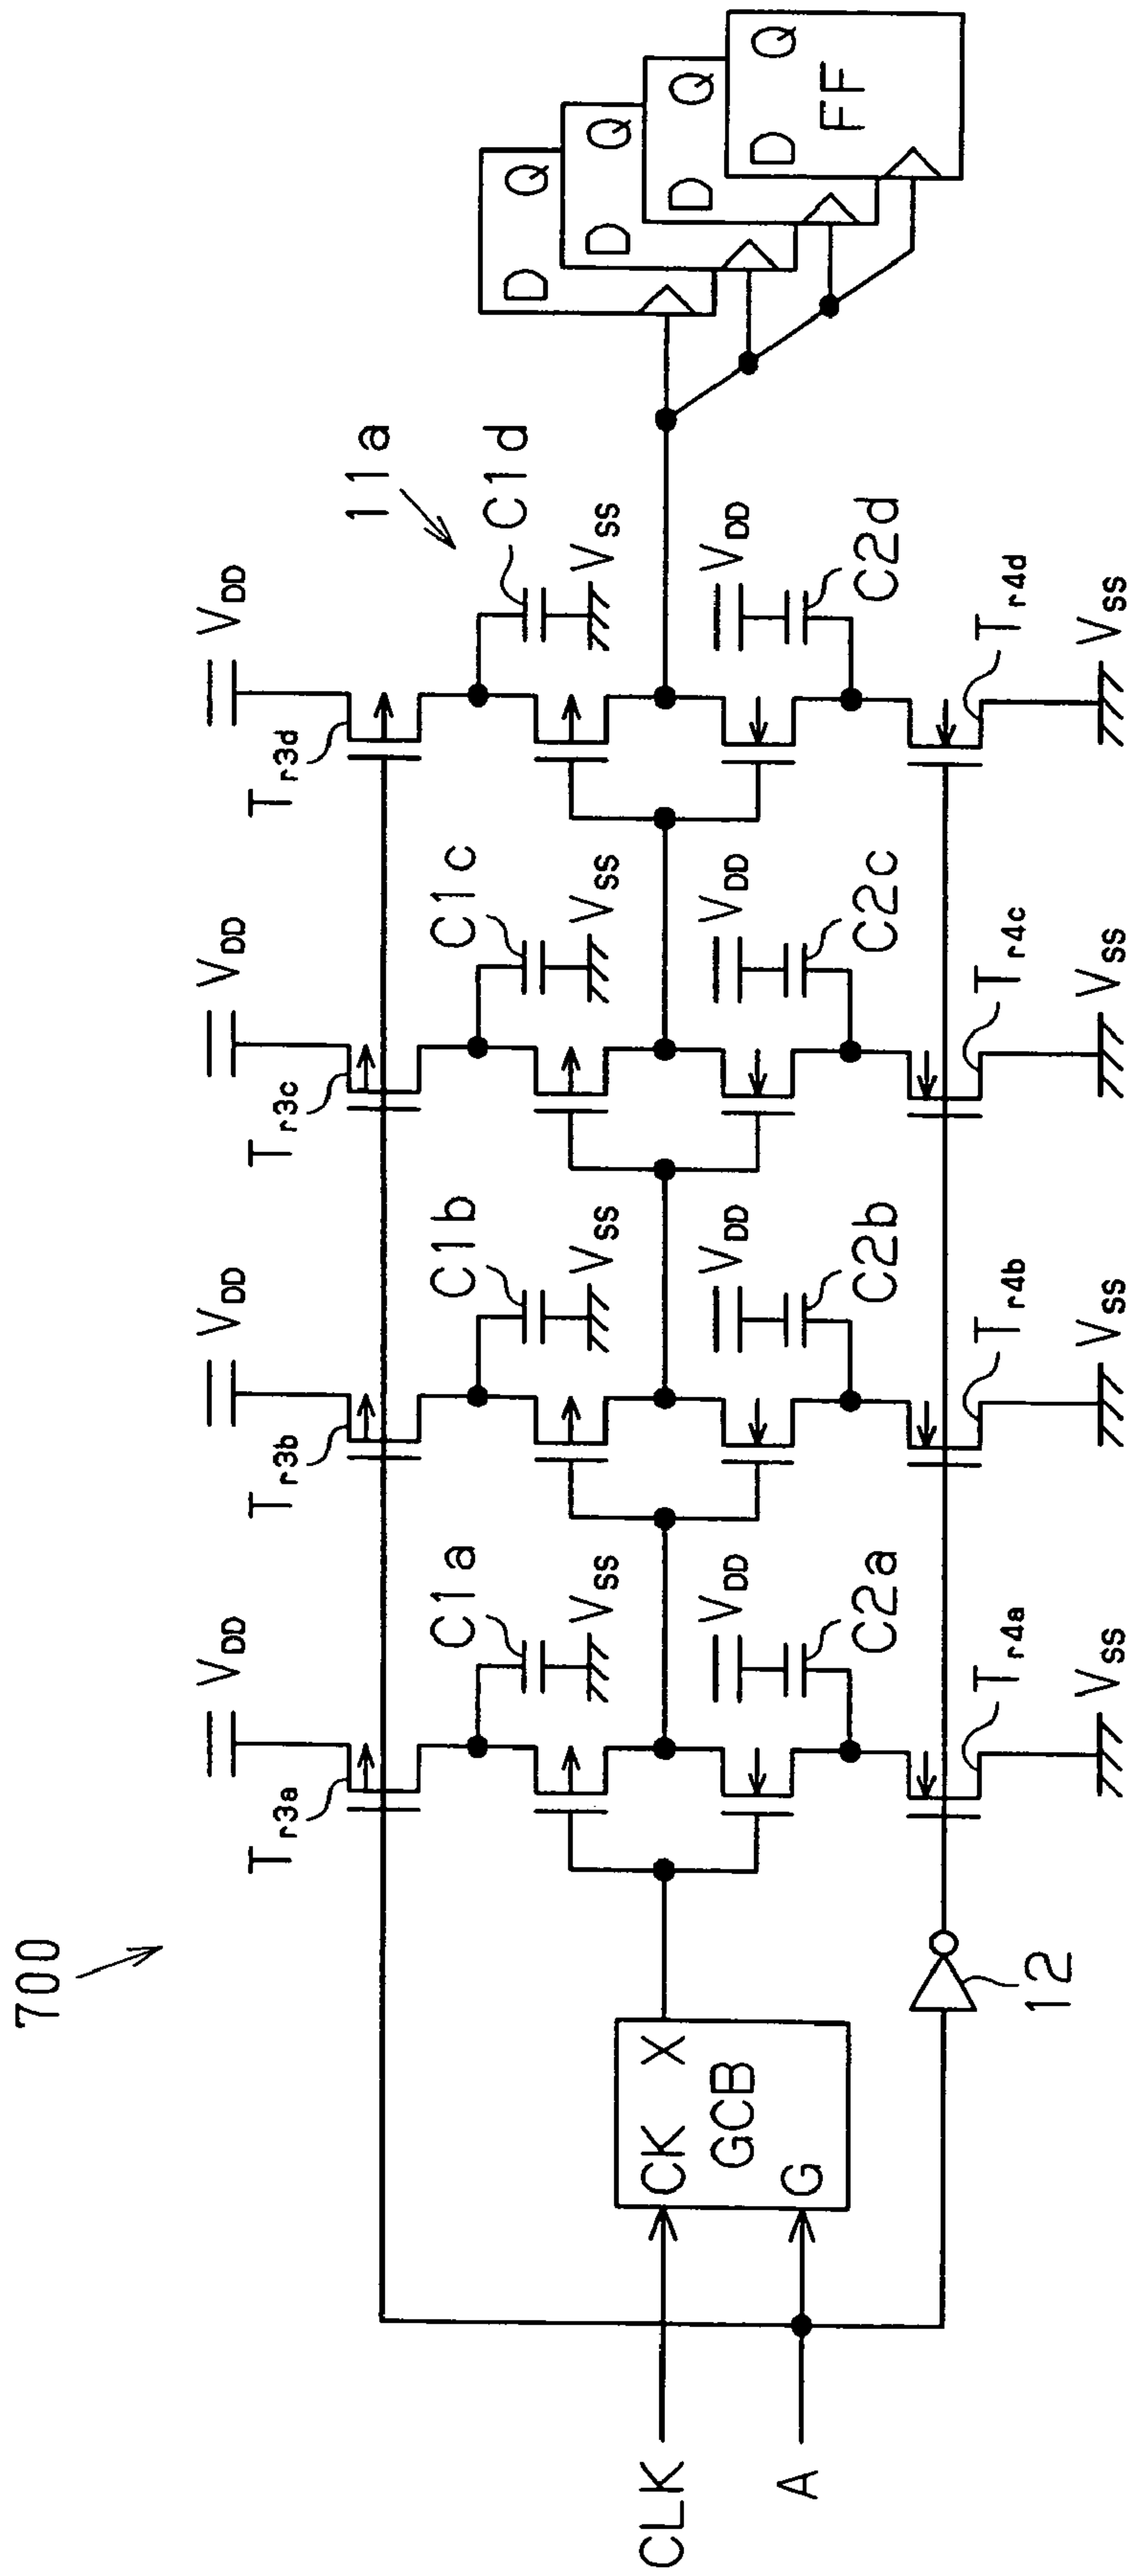 700
11a
VDD
VDD
VDD
VDD
Tr3a
Tr3b
Tr3c
Tr3d
C1a
C1b
C1c
C1d
VSS
VSS
VSS
VSS
VDD
VDD
VDD
VDD
C2a
C2b
C2c
C2d
Tr4a
Tr4b
Tr4c
Tr4d
VSS
VSS
VSS
VSS
CLK
A
CK X
GCB
G
12
D Q
D Q
D Q
D Q
FF